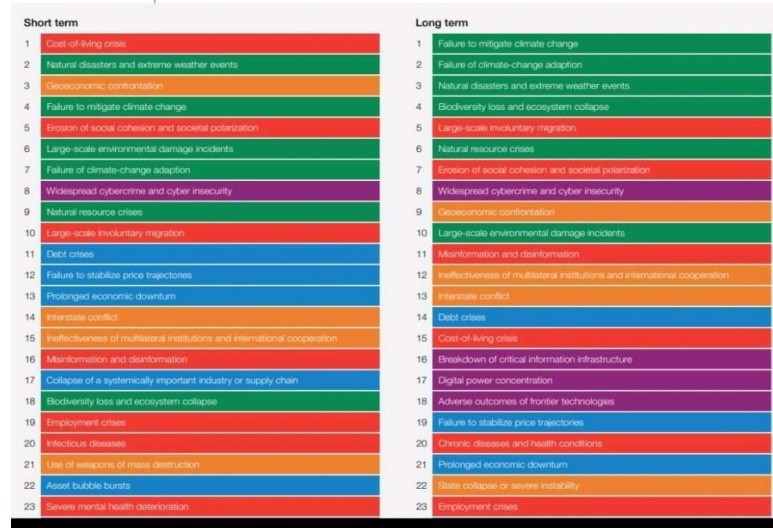 Short term
1 Cost-of-living crisis
2 Natural disasters and extreme weather events
3 Geoeconomic confrontation
4 Failure to mitigate climate change
5 Erosion of social cohesion and societal polarization
6 Large-scale environmental damage incidents
7 Failure of climate-change adaption
8 Widespread cybercrime and cyber insecurity
9 Natural resource crises
10 Large-scale involuntary migration
11 Debt crises
12 Failure to stabilize price trajectories
13 Prolonged economic downturn
14 Interstate conflict
15 Ineffectiveness of multilateral institutions and international cooperation
16 Misinformation and disinformation
17 Collapse of a systemically important industry or supply chain
18 Biodiversity loss and ecosystem collapse
19 Employment crises
20 Infectious diseases
21 Use of weapons of mass destruction
22 Asset bubble bursts
23 Severe mental health deterioration
Long term
1 Failure to mitigate climate change
2 Failure of climate-change adaption
3 Natural disasters and extreme weather events
4 Biodiversity loss and ecosystem collapse
5 Large-scale involuntary migration
6 Natural resource crises
7 Erosion of social cohesion and societal polarization
8 Widespread cybercrime and cyber insecurity
9 Geoeconomic confrontation
10 Large-scale environmental damage incidents
11 Misinformation and disinformation
12 Ineffectiveness of multilateral institutions and international cooperation
13 Interstate conflict
14 Debt crises
15 Cost-of-living crisis
16 Breakdown of critical information infrastructure
17 Digital power concentration
18 Adverse outcomes of frontier technologies
19 Failure to stabilize price trajectories
20 Chronic diseases and health conditions
21 Prolonged economic downturn
22 State collapse or severe instability
23 Employment crises